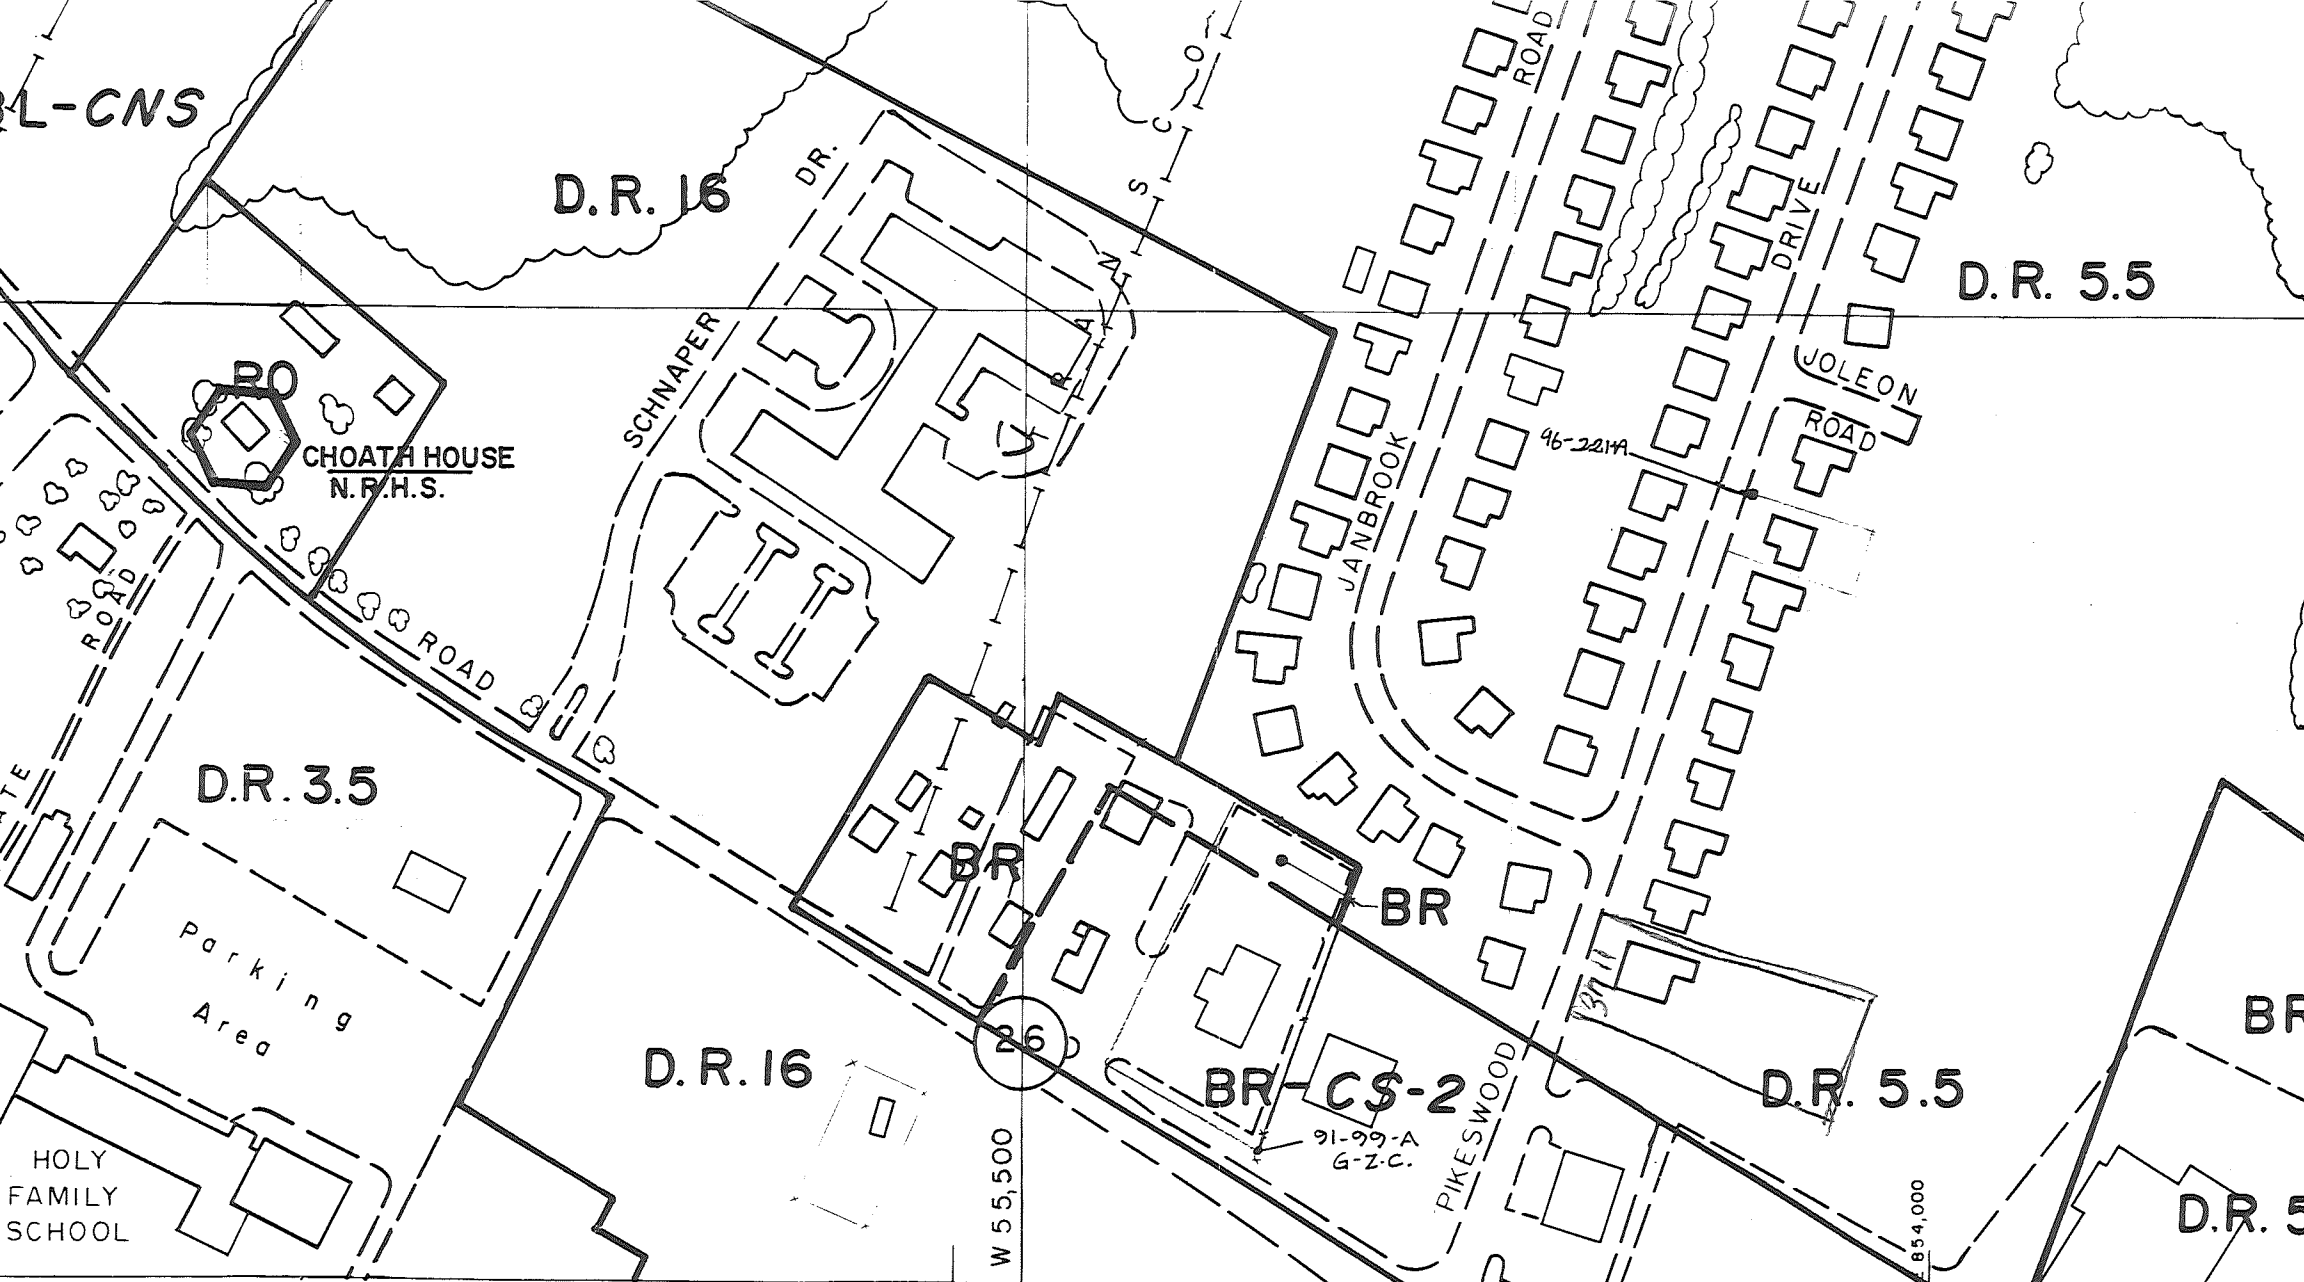 ROAD
L-CNS
O
C
S
N
A
R
T
DR.
D.R. 16
DRIVE
D.R. 5.5
SCHNAPER
JOLEON
ROAD
RO
CHOATH HOUSE
N.R.H.S.
JANBROOK
ROAD
ROAD
D.R. 3.5
BR
BR
Parking
Area
BR
26
D.R. 16
BR-CS-2
D.R. 5.5
91-99-A
G-Z.C.
PIKESWOOD
HOLY
FAMILY
SCHOOL
W 55,500
854,000
D.R. 5